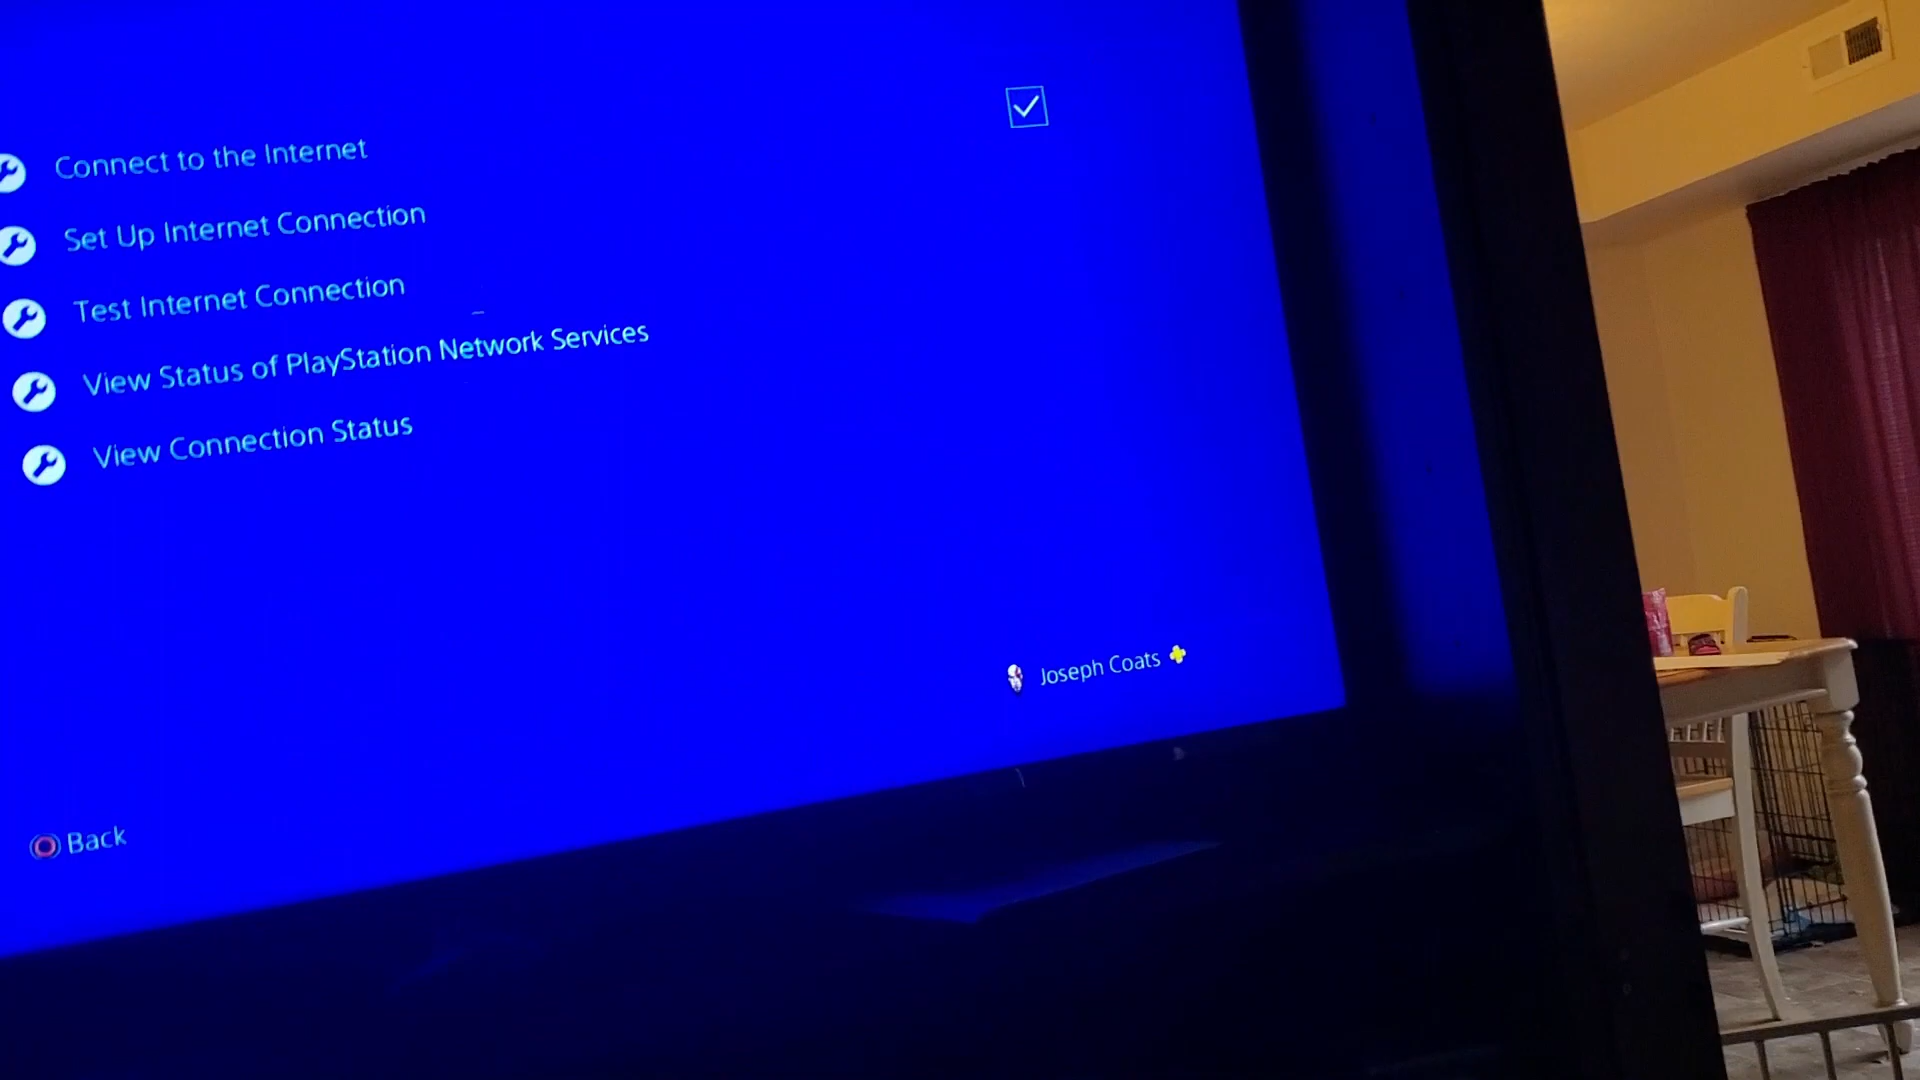 Connect to the Internet
Set Up Internet Connection
Test Internet Connection
View Status of PlayStation Network Services
View Connection Status
Joseph Coats
Back